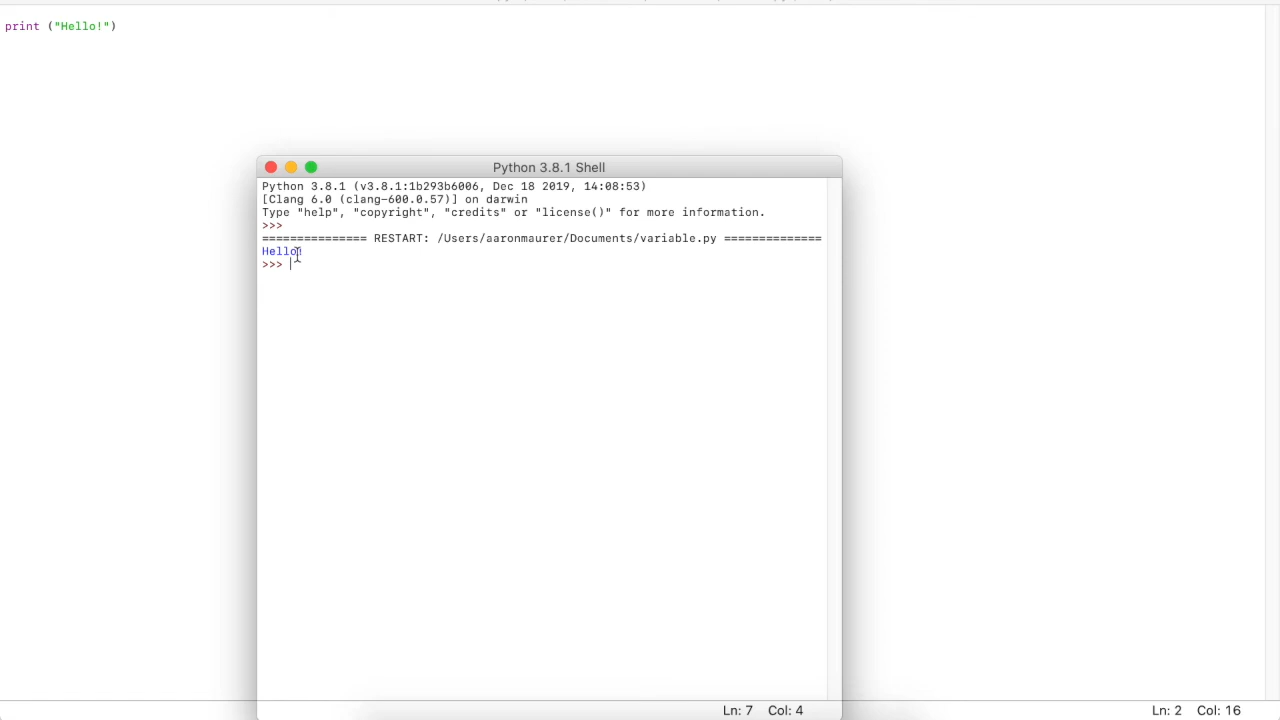 print ("Hello!")
Python 3.8.1 Shell
Python 3.8.1 (v3.8.1:1b293b6006, Dec 18 2019, 14:08:53)
[Clang 6.0 (clang-600.0.57)] on darwin
Type "help", "copyright", "credits" or "license()" for more information.
>>>
=============== RESTART: /Users/aaronmaurer/Documents/variable.py ==============
Hello!
>>>
Ln: 7 Col: 4
Ln: 2 Col: 16